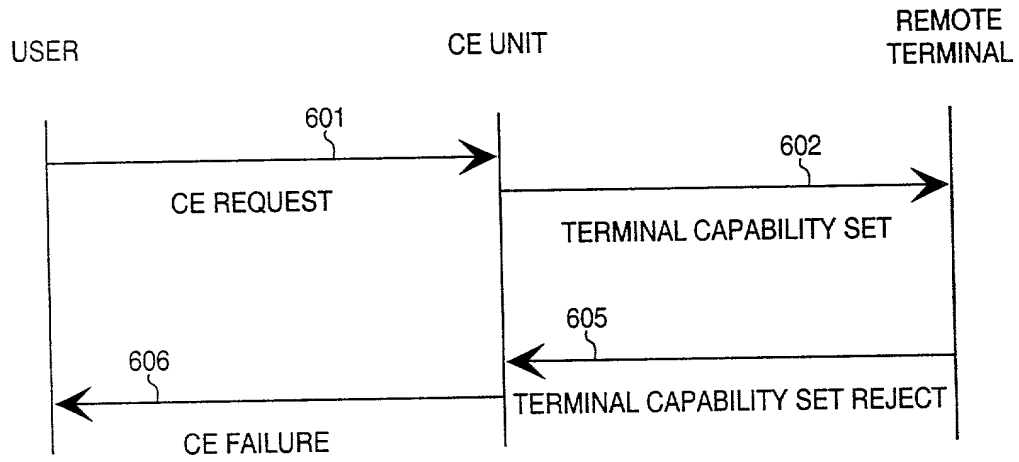 USER
CE UNIT
REMOTE
TERMINAL
601
CE REQUEST
602
TERMINAL CAPABILITY SET
605
TERMINAL CAPABILITY SET REJECT
606
CE FAILURE